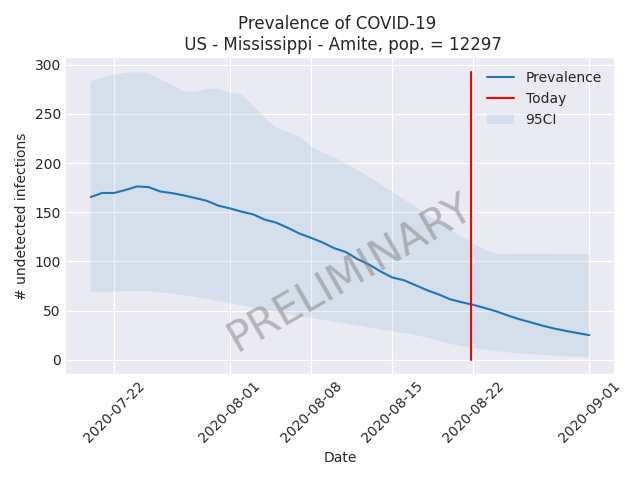 Prevalence of COVID-19
US - Mississippi - Amite, pop. = 12297
300
250
200
150
100
50
0
# undetected infections
Prevalence
Today
95CI
PRELIMINARY
2020-07-22
2020-08-01
2020-08-08
2020-08-15
2020-08-22
2020-09-01
Date